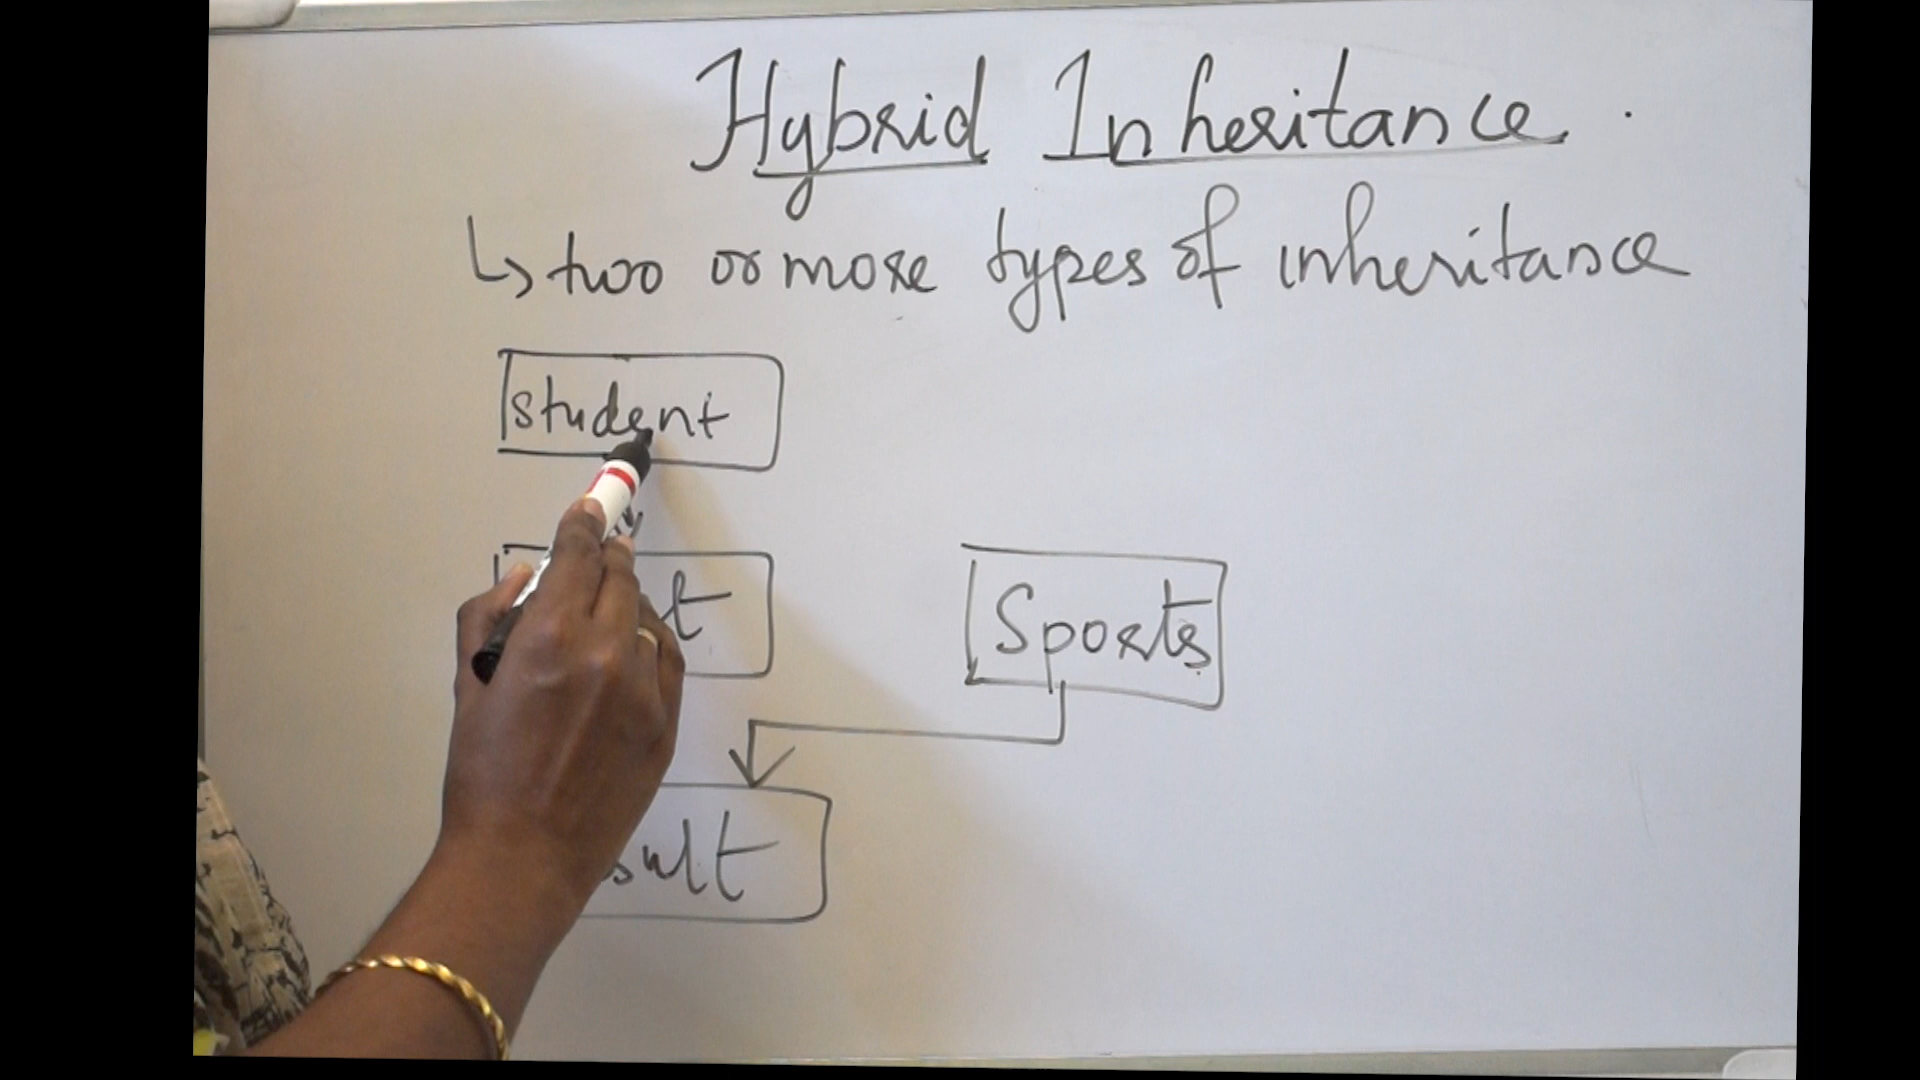 Hybrid Inheritance.
↳ two or more types of inheritance
student
Sports